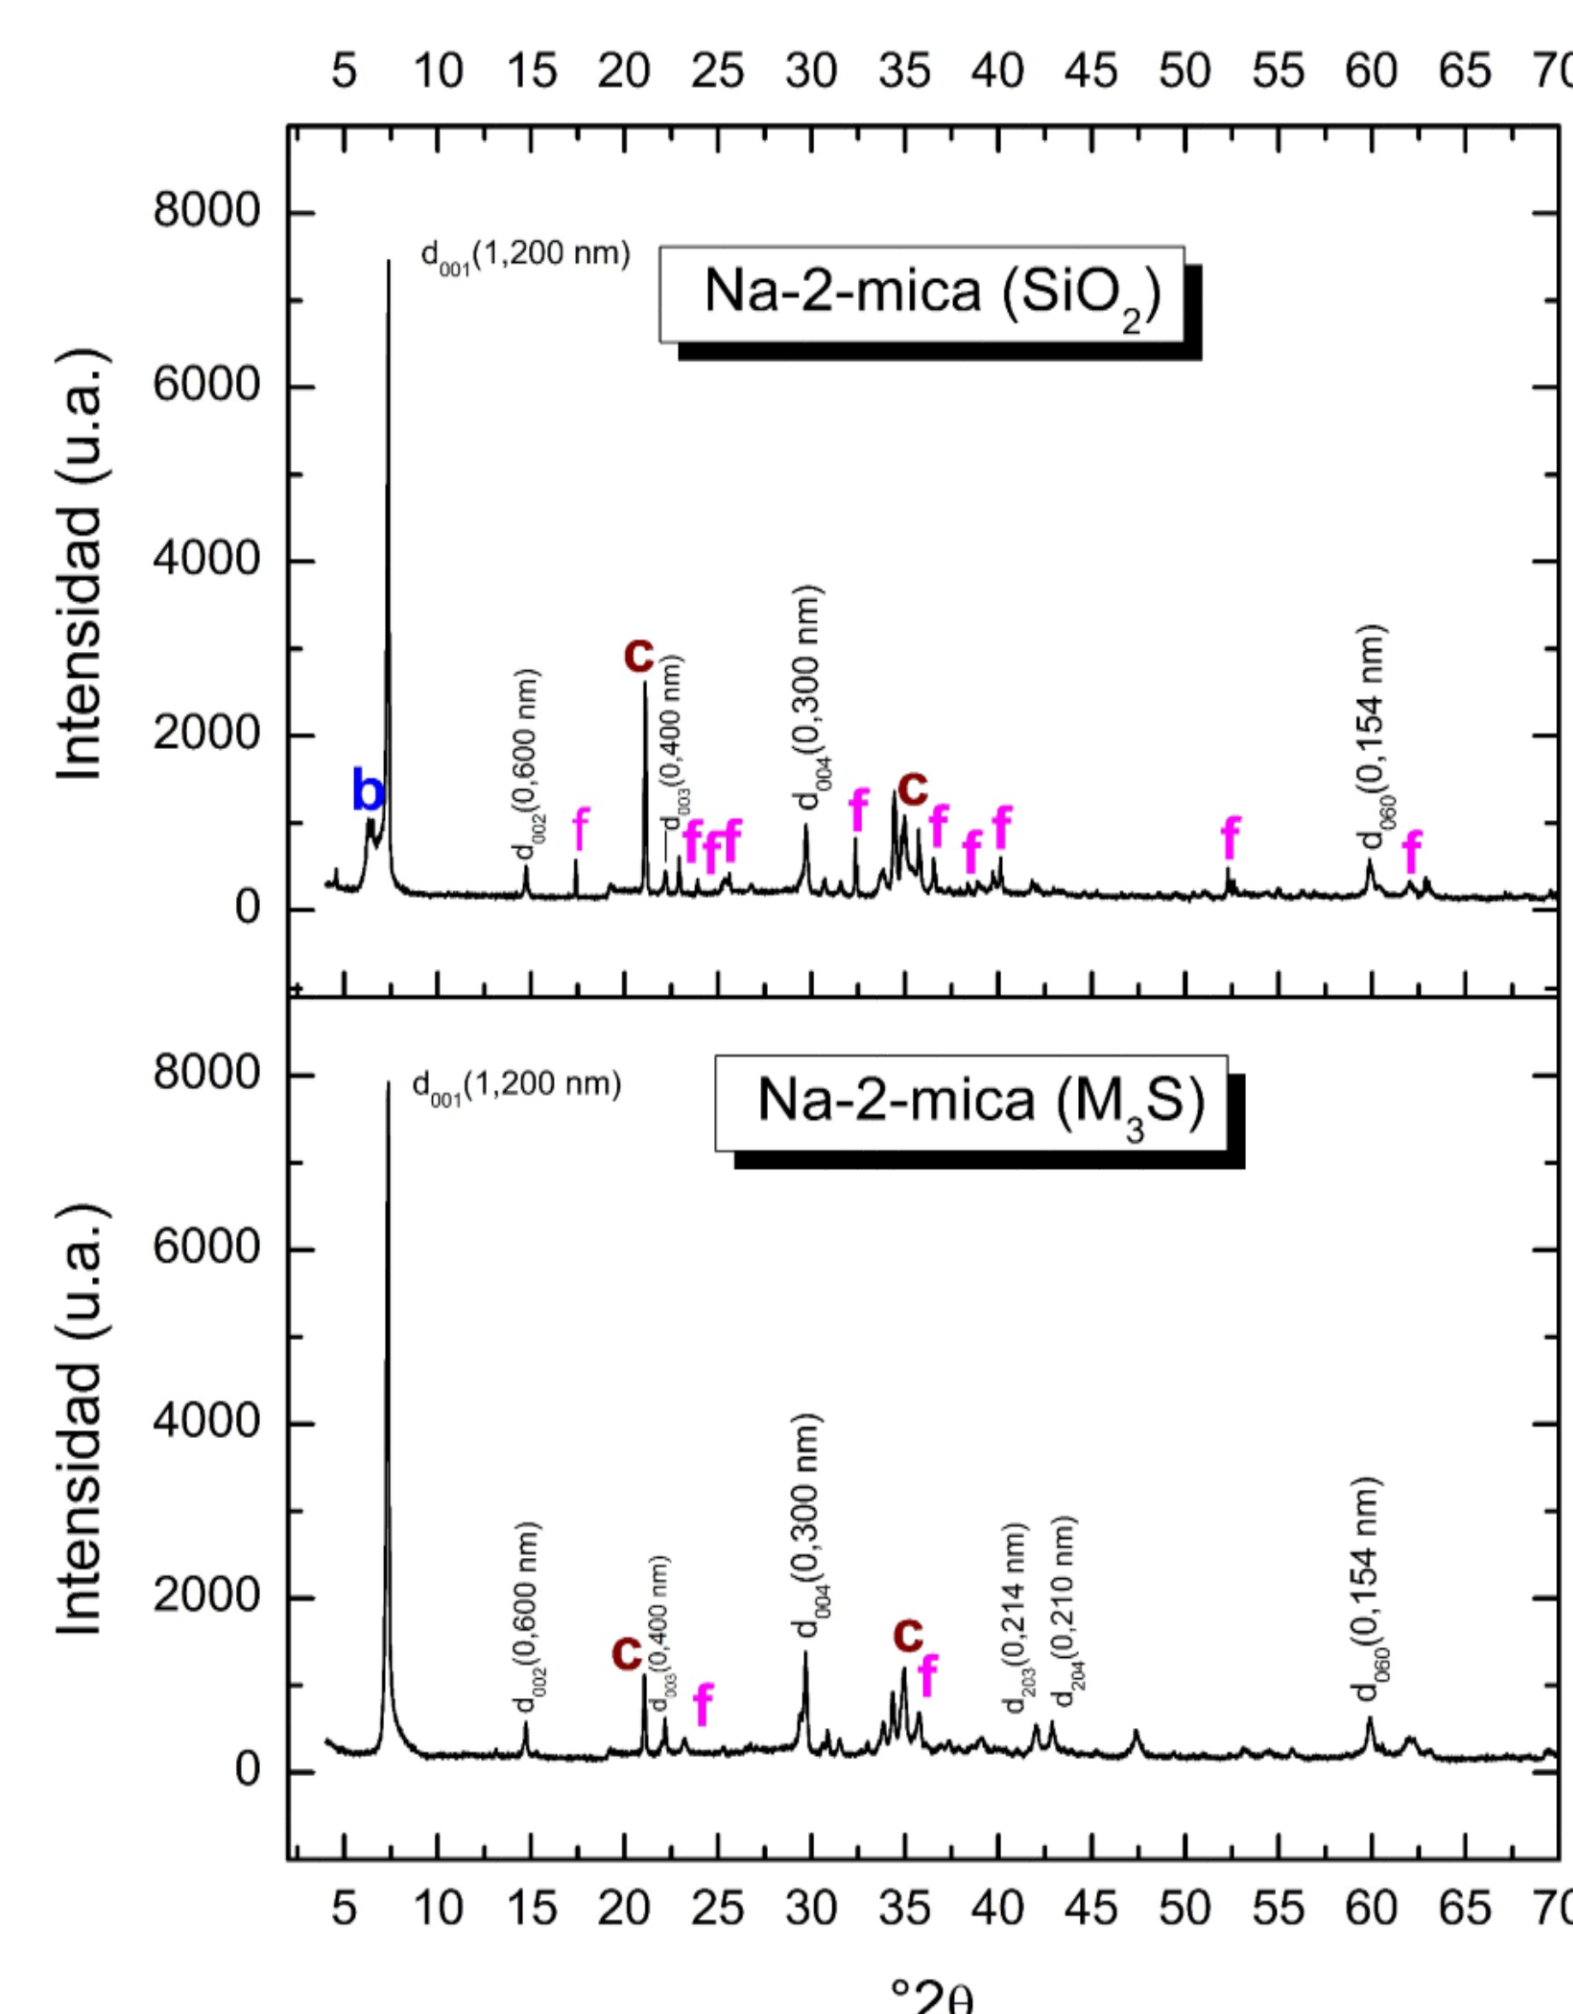 5 10 15 20 25 30 35 40 45 50 55 60 65 70
Intensidad (u.a.)
8000
6000
4000
2000
0
d001(1,200 nm)
Na-2-mica (SiO2)
b
d002(0,600 nm)
f
c
d003(0,400 nm)
f
f
f
d004(0,300 nm)
f
c
f
f
f
f
d060(0,154 nm)
f
Intensidad (u.a.)
8000
6000
4000
2000
0
d001(1,200 nm)
Na-2-mica (M3S)
d002(0,600 nm)
c
d003(0,400 nm)
f
d004(0,300 nm)
c
f
d203(0,214 nm)
d204(0,210 nm)
d060(0,154 nm)
5 10 15 20 25 30 35 40 45 50 55 60 65 70
°2θ